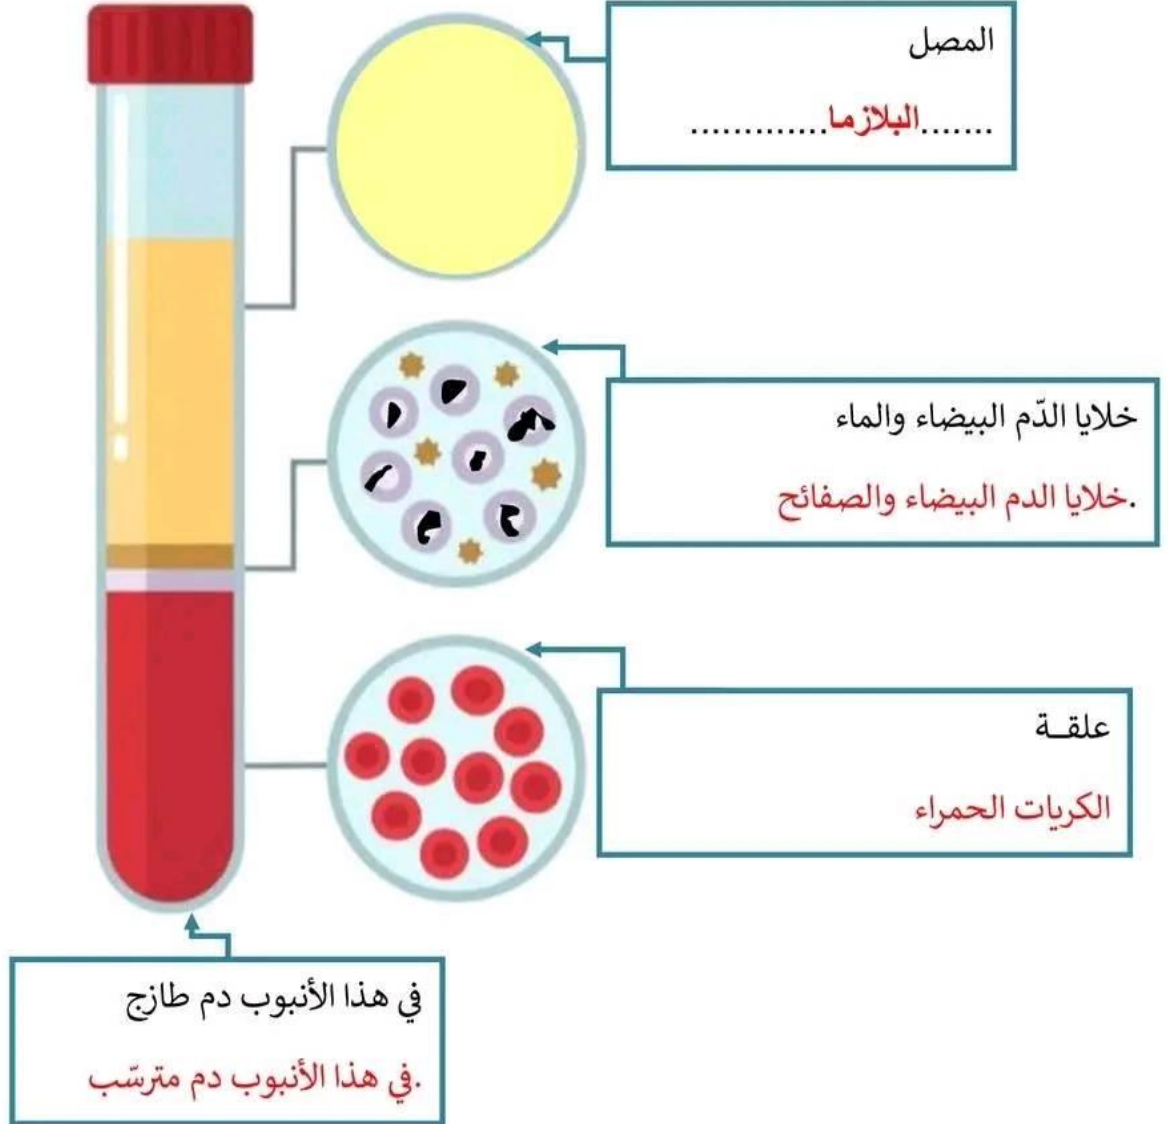 المصل
.......البلازما.............
خلايا الدّم البيضاء والماء
.خلايا الدم البيضاء والصفائح
علقـة
الكريات الحمراء
في هذا الأنبوب دم طازج
.في هذا الأنبوب دم مترسّب